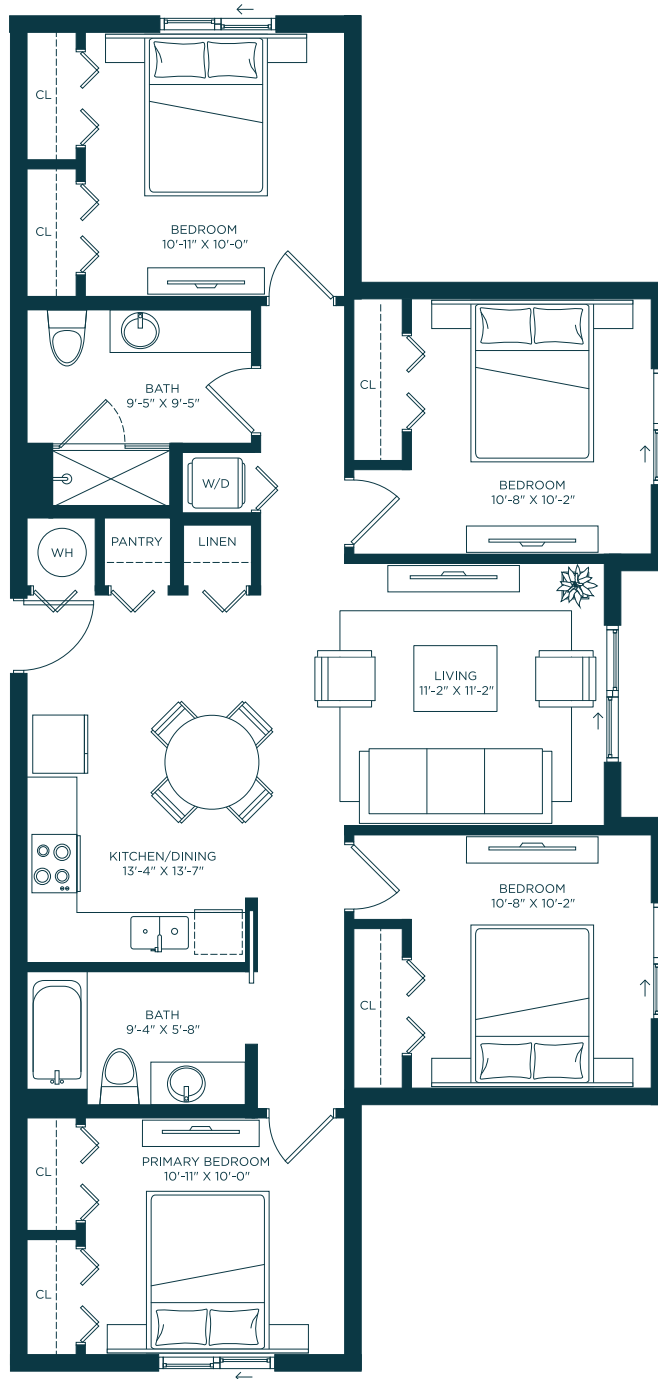 CL
CL
BEDROOM
10'-11" X 10'-0"
CL
BATH
9'-5" X 9'-5"
W/D
BEDROOM
10'-8" X 10'-2"
WH
PANTRY
LINEN
LIVING
11'-2" X 11'-2"
KITCHEN/DINING
13'-4" X 13'-7"
BEDROOM
10'-8" X 10'-2"
CL
BATH
9'-4" X 5'-8"
CL
PRIMARY BEDROOM
10'-11" X 10'-0"
CL